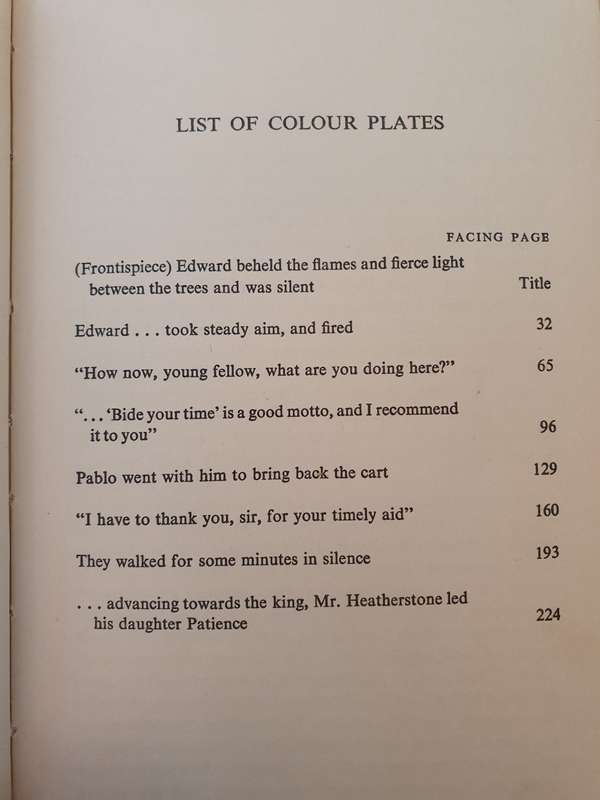 LIST OF COLOUR PLATES
FACING PAGE
(Frontispiece) Edward beheld the flames and fierce light
between the trees and was silent Title
Edward . . . took steady aim, and fired 32
“How now, young fellow, what are you doing here?” 65
“. . . ‘Bide your time’ is a good motto, and I recommend
it to you” 96
Pablo went with him to bring back the cart 129
“I have to thank you, sir, for your timely aid” 160
They walked for some minutes in silence 193
. . . advancing towards the king, Mr. Heatherstone led
his daughter Patience 224